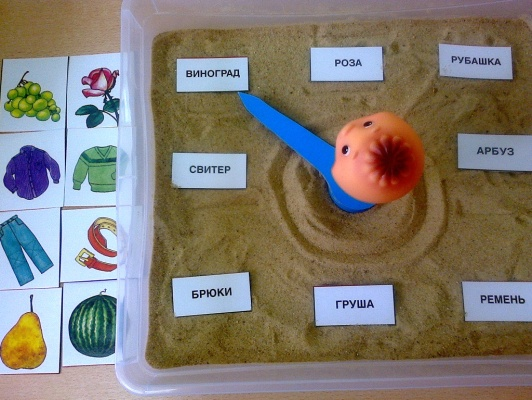 ВИНОГРАД
РОЗА
РУБАШКА
СВИТЕР
АРБУЗ
БРЮКИ
ГРУША
РЕМЕНЬ